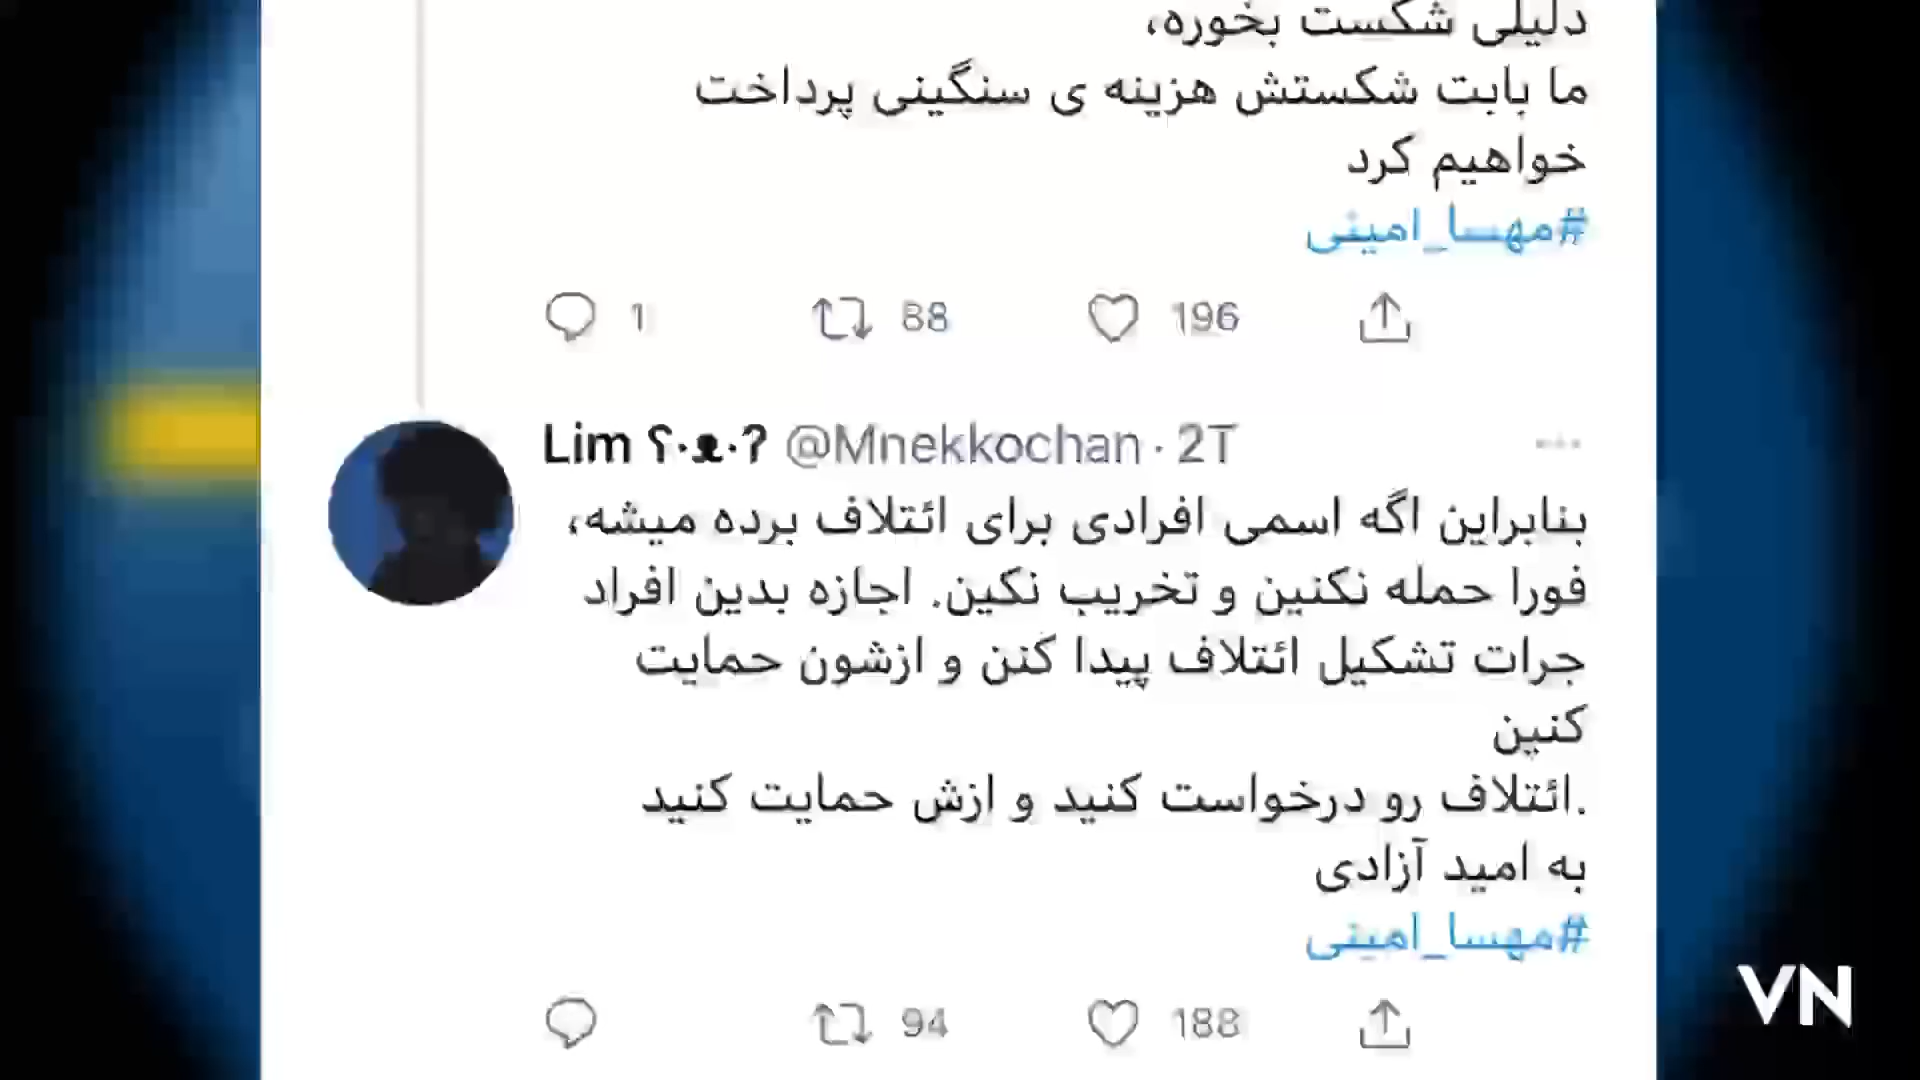 دلیلی شکست بخوره،
ما بابت شکستش هزینه ی سنگینی پرداخت
خواهیم کرد
#مهسا_امینی
1 88 196
Lim ʕ·ᴥ·ʔ @Mnekkochan · 2T
بنابراین اگه اسمی افرادی برای ائتلاف برده میشه،
فورا حمله نکنین و تخریب نکین. اجازه بدین افراد
جرات تشکیل ائتلاف پیدا کنن و ازشون حمایت
کنین
.ائتلاف رو درخواست کنید و ازش حمایت کنید
به امید آزادی
#مهسا_امینی
94 188
VN